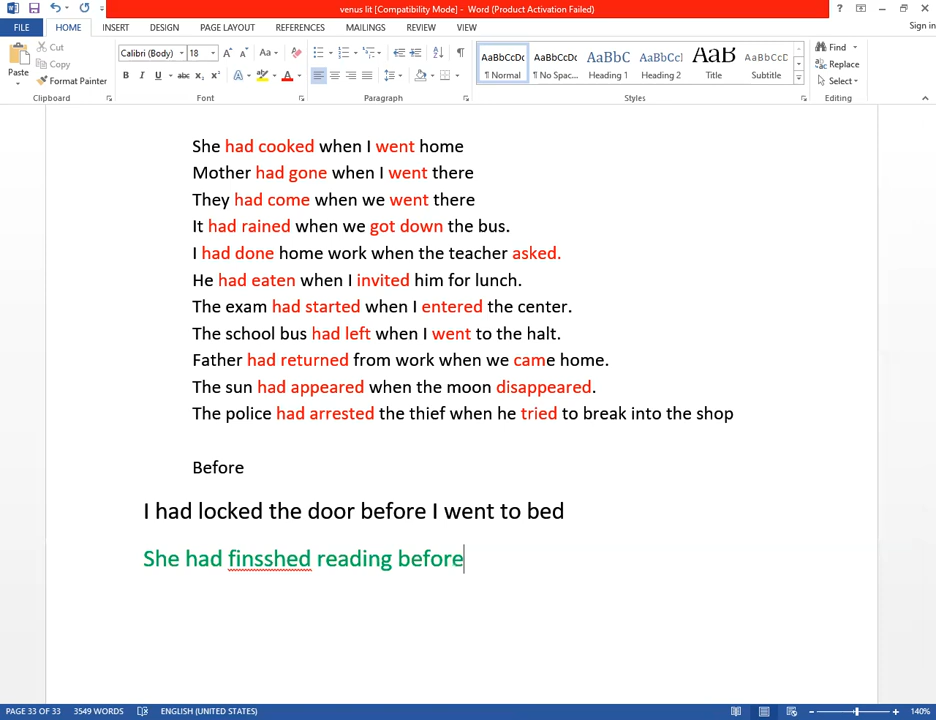 venus lit [Compatibility Mode] - Word (Product Activation Failed)
? Sign in
FILE HOME INSERT DESIGN PAGE LAYOUT REFERENCES MAILINGS REVIEW VIEW
Paste Cut Copy Format Painter
Calibri (Body) 18 A A Aa
B I U abc x₂ x² A A
AaBbCcDc AaBbCcDc AaBbC AaBbCcl AaB AaBbCcD
¶ Normal ¶ No Spac... Heading 1 Heading 2 Title Subtitle
Find Replace Select
Clipboard Font Paragraph Styles Editing
She had cooked when I went home
Mother had gone when I went there
They had come when we went there
It had rained when we got down the bus.
I had done home work when the teacher asked.
He had eaten when I invited him for lunch.
The exam had started when I entered the center.
The school bus had left when I went to the halt.
Father had returned from work when we came home.
The sun had appeared when the moon disappeared.
The police had arrested the thief when he tried to break into the shop
Before
I had locked the door before I went to bed
She had finsshed reading before
PAGE 33 OF 33 3549 WORDS ENGLISH (UNITED STATES) 140%